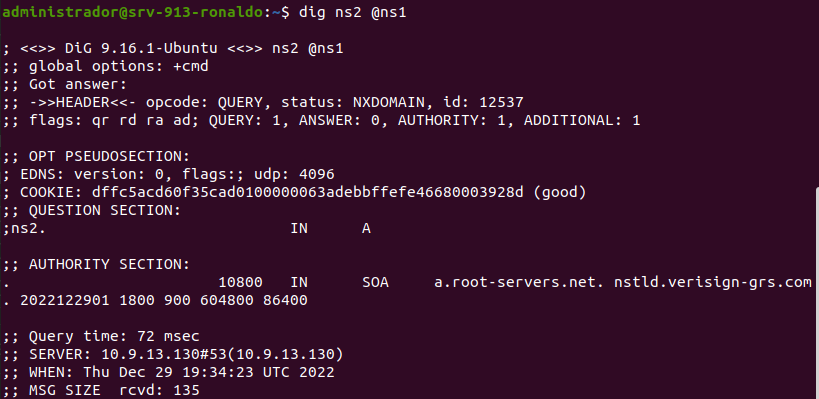 administrador@srv-913-ronaldo:~$ dig ns2 @ns1
; <<>> DiG 9.16.1-Ubuntu <<>> ns2 @ns1
;; global options: +cmd
;; Got answer:
;; ->>HEADER<<- opcode: QUERY, status: NXDOMAIN, id: 12537
;; flags: qr rd ra ad; QUERY: 1, ANSWER: 0, AUTHORITY: 1, ADDITIONAL: 1
;; OPT PSEUDOSECTION:
; EDNS: version: 0, flags:; udp: 4096
; COOKIE: dffc5acd60f35cad0100000063adebbffefe46680003928d (good)
;; QUESTION SECTION:
;ns2. IN A
;; AUTHORITY SECTION:
. 10800 IN SOA a.root-servers.net. nstld.verisign-grs.com
. 2022122901 1800 900 604800 86400
;; Query time: 72 msec
;; SERVER: 10.9.13.130#53(10.9.13.130)
;; WHEN: Thu Dec 29 19:34:23 UTC 2022
;; MSG SIZE rcvd: 135